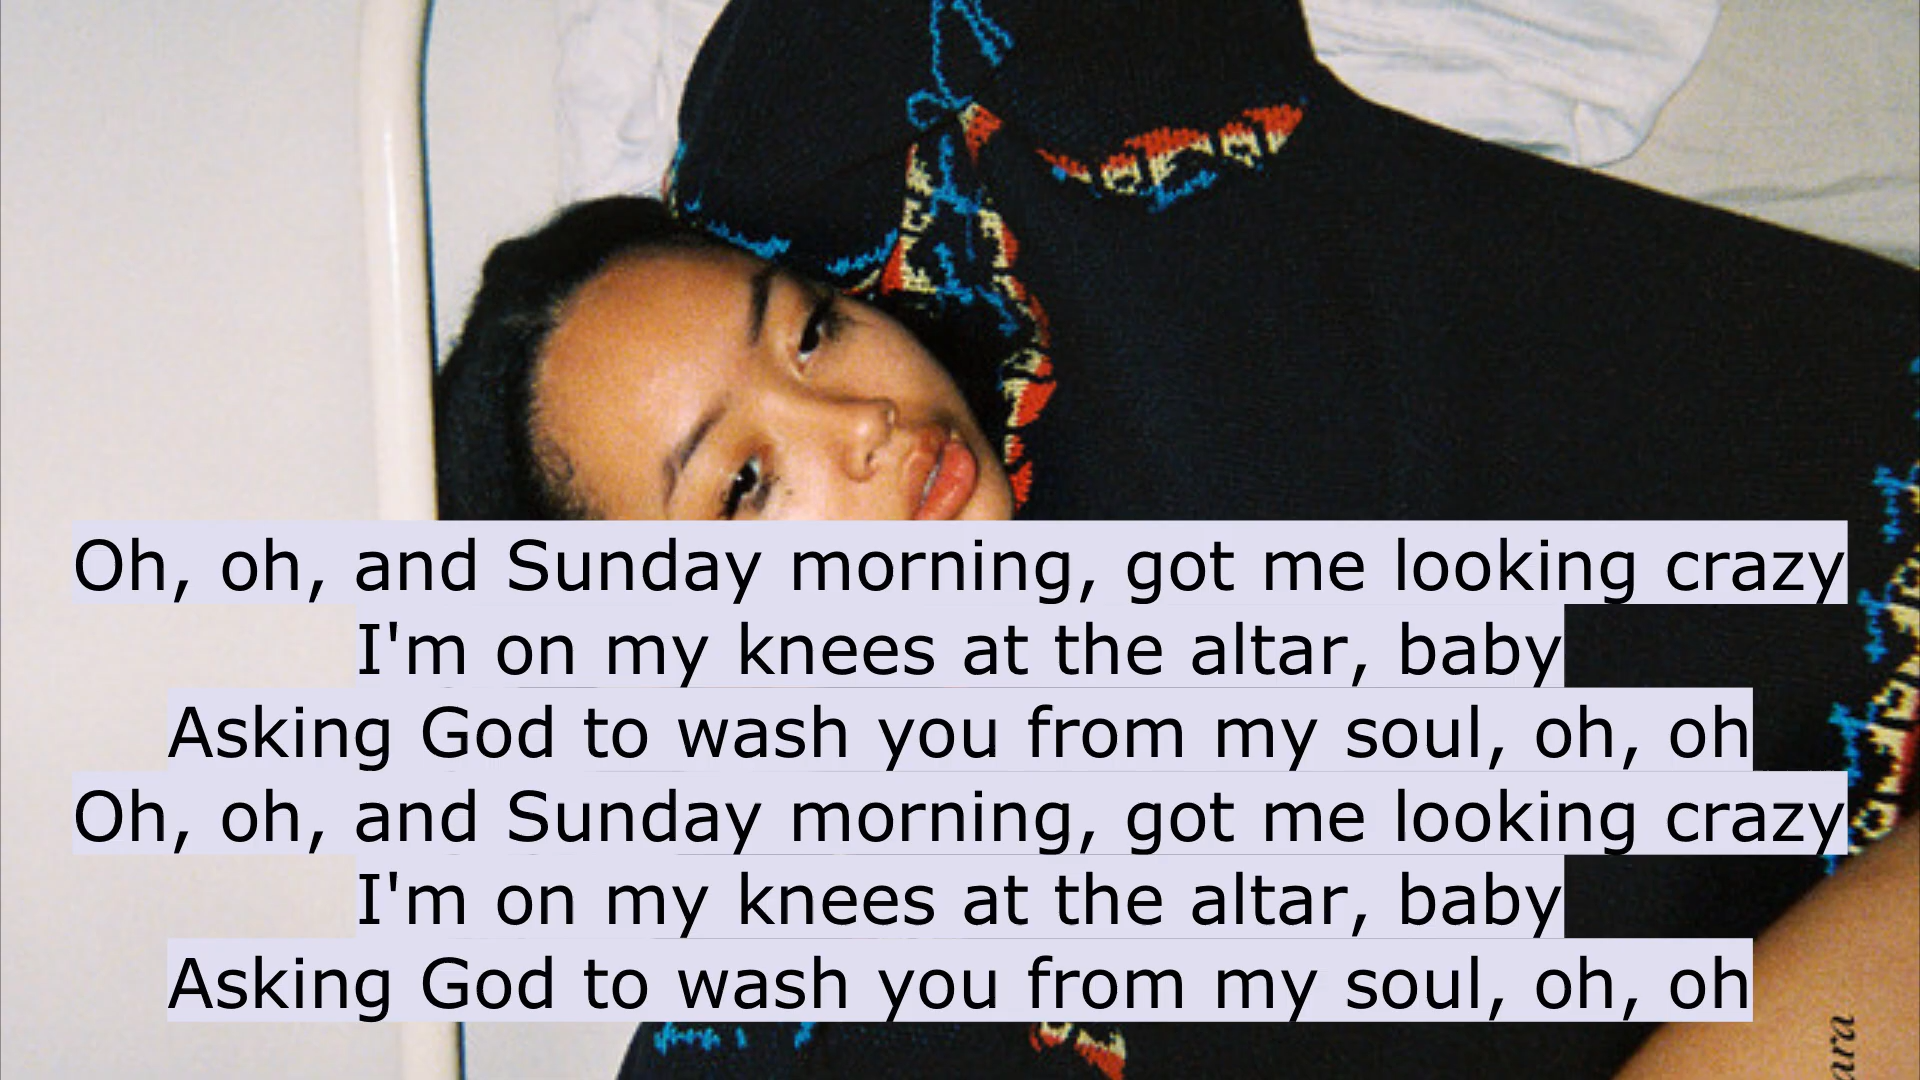 Oh, oh, and Sunday morning, got me looking crazy
I'm on my knees at the altar, baby
Asking God to wash you from my soul, oh, oh
Oh, oh, and Sunday morning, got me looking crazy
I'm on my knees at the altar, baby
Asking God to wash you from my soul, oh, oh